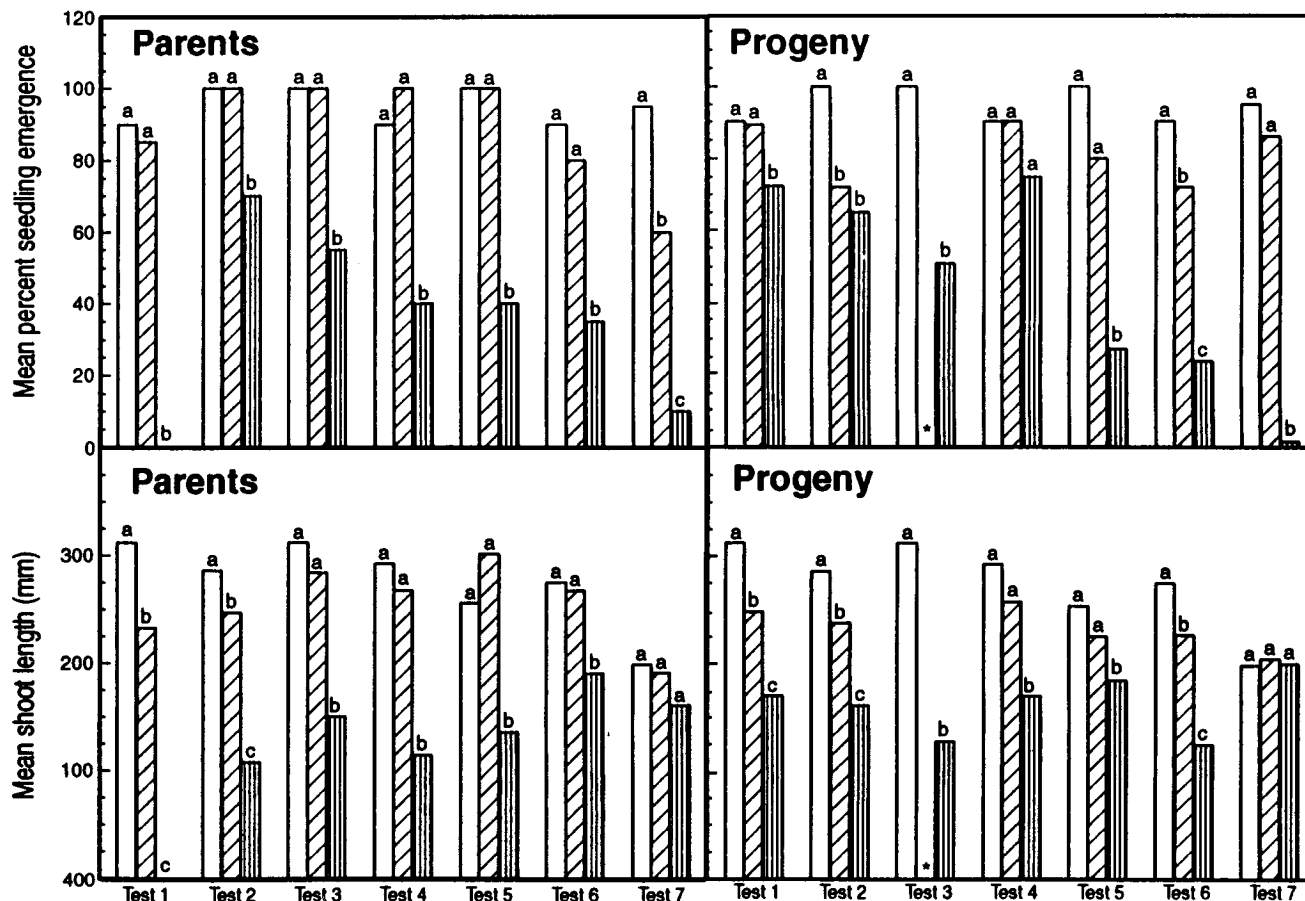 120
100
80
60
40
20
0
Mean percent seedling emergence
Parents
a a b
a a b
a a b
a a b
a a b
a a b
a b c
Progeny
a a b
a b b
a * b
a a a
a a b
a b c
a a b
300
200
100
400
Mean shoot length (mm)
Parents
a b c
a b c
a a b
a a b
a a b
a a b
a a a
Progeny
a b c
a b c
a * b
a a b
a a b
a b c
a a a
Test 1 Test 2 Test 3 Test 4 Test 5 Test 6 Test 7
Test 1 Test 2 Test 3 Test 4 Test 5 Test 6 Test 7